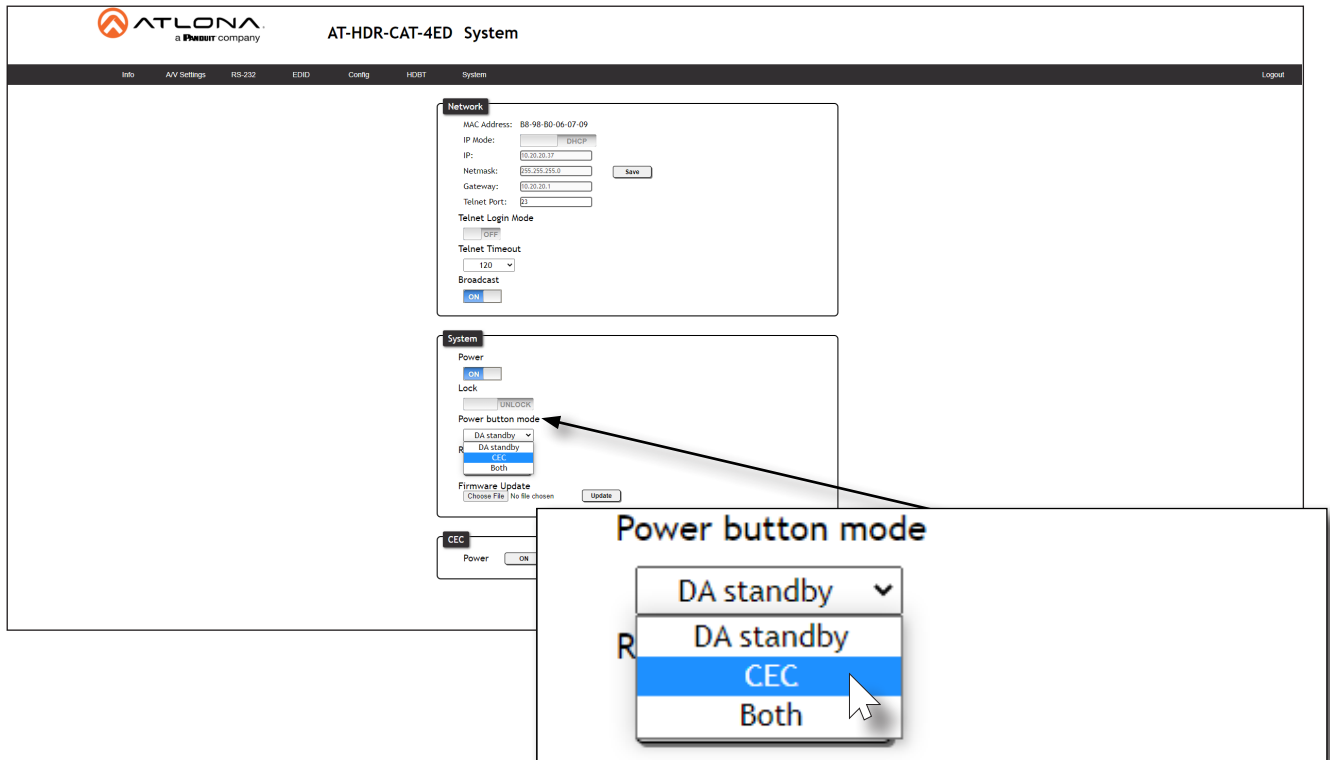 ATLONA.
a PANDUIT company
AT-HDR-CAT-4ED System
Info A/V Settings RS-232 EDID Config HDBT System Logout
Network
MAC Address: B8-98-B0-06-07-09
IP Mode: DHCP
IP: 10.20.20.37
Netmask: 255.255.255.0 Save
Gateway: 10.20.20.1
Telnet Port: 23
Telnet Login Mode
OFF
Telnet Timeout
120
Broadcast
ON
System
Power
ON
Lock
UNLOCK
Power button mode
DA standby
DA standby
R
CEC
Both
Firmware Update
Choose File No file chosen Update
CEC
Power ON
Power button mode
DA standby
R DA standby
CEC
Both